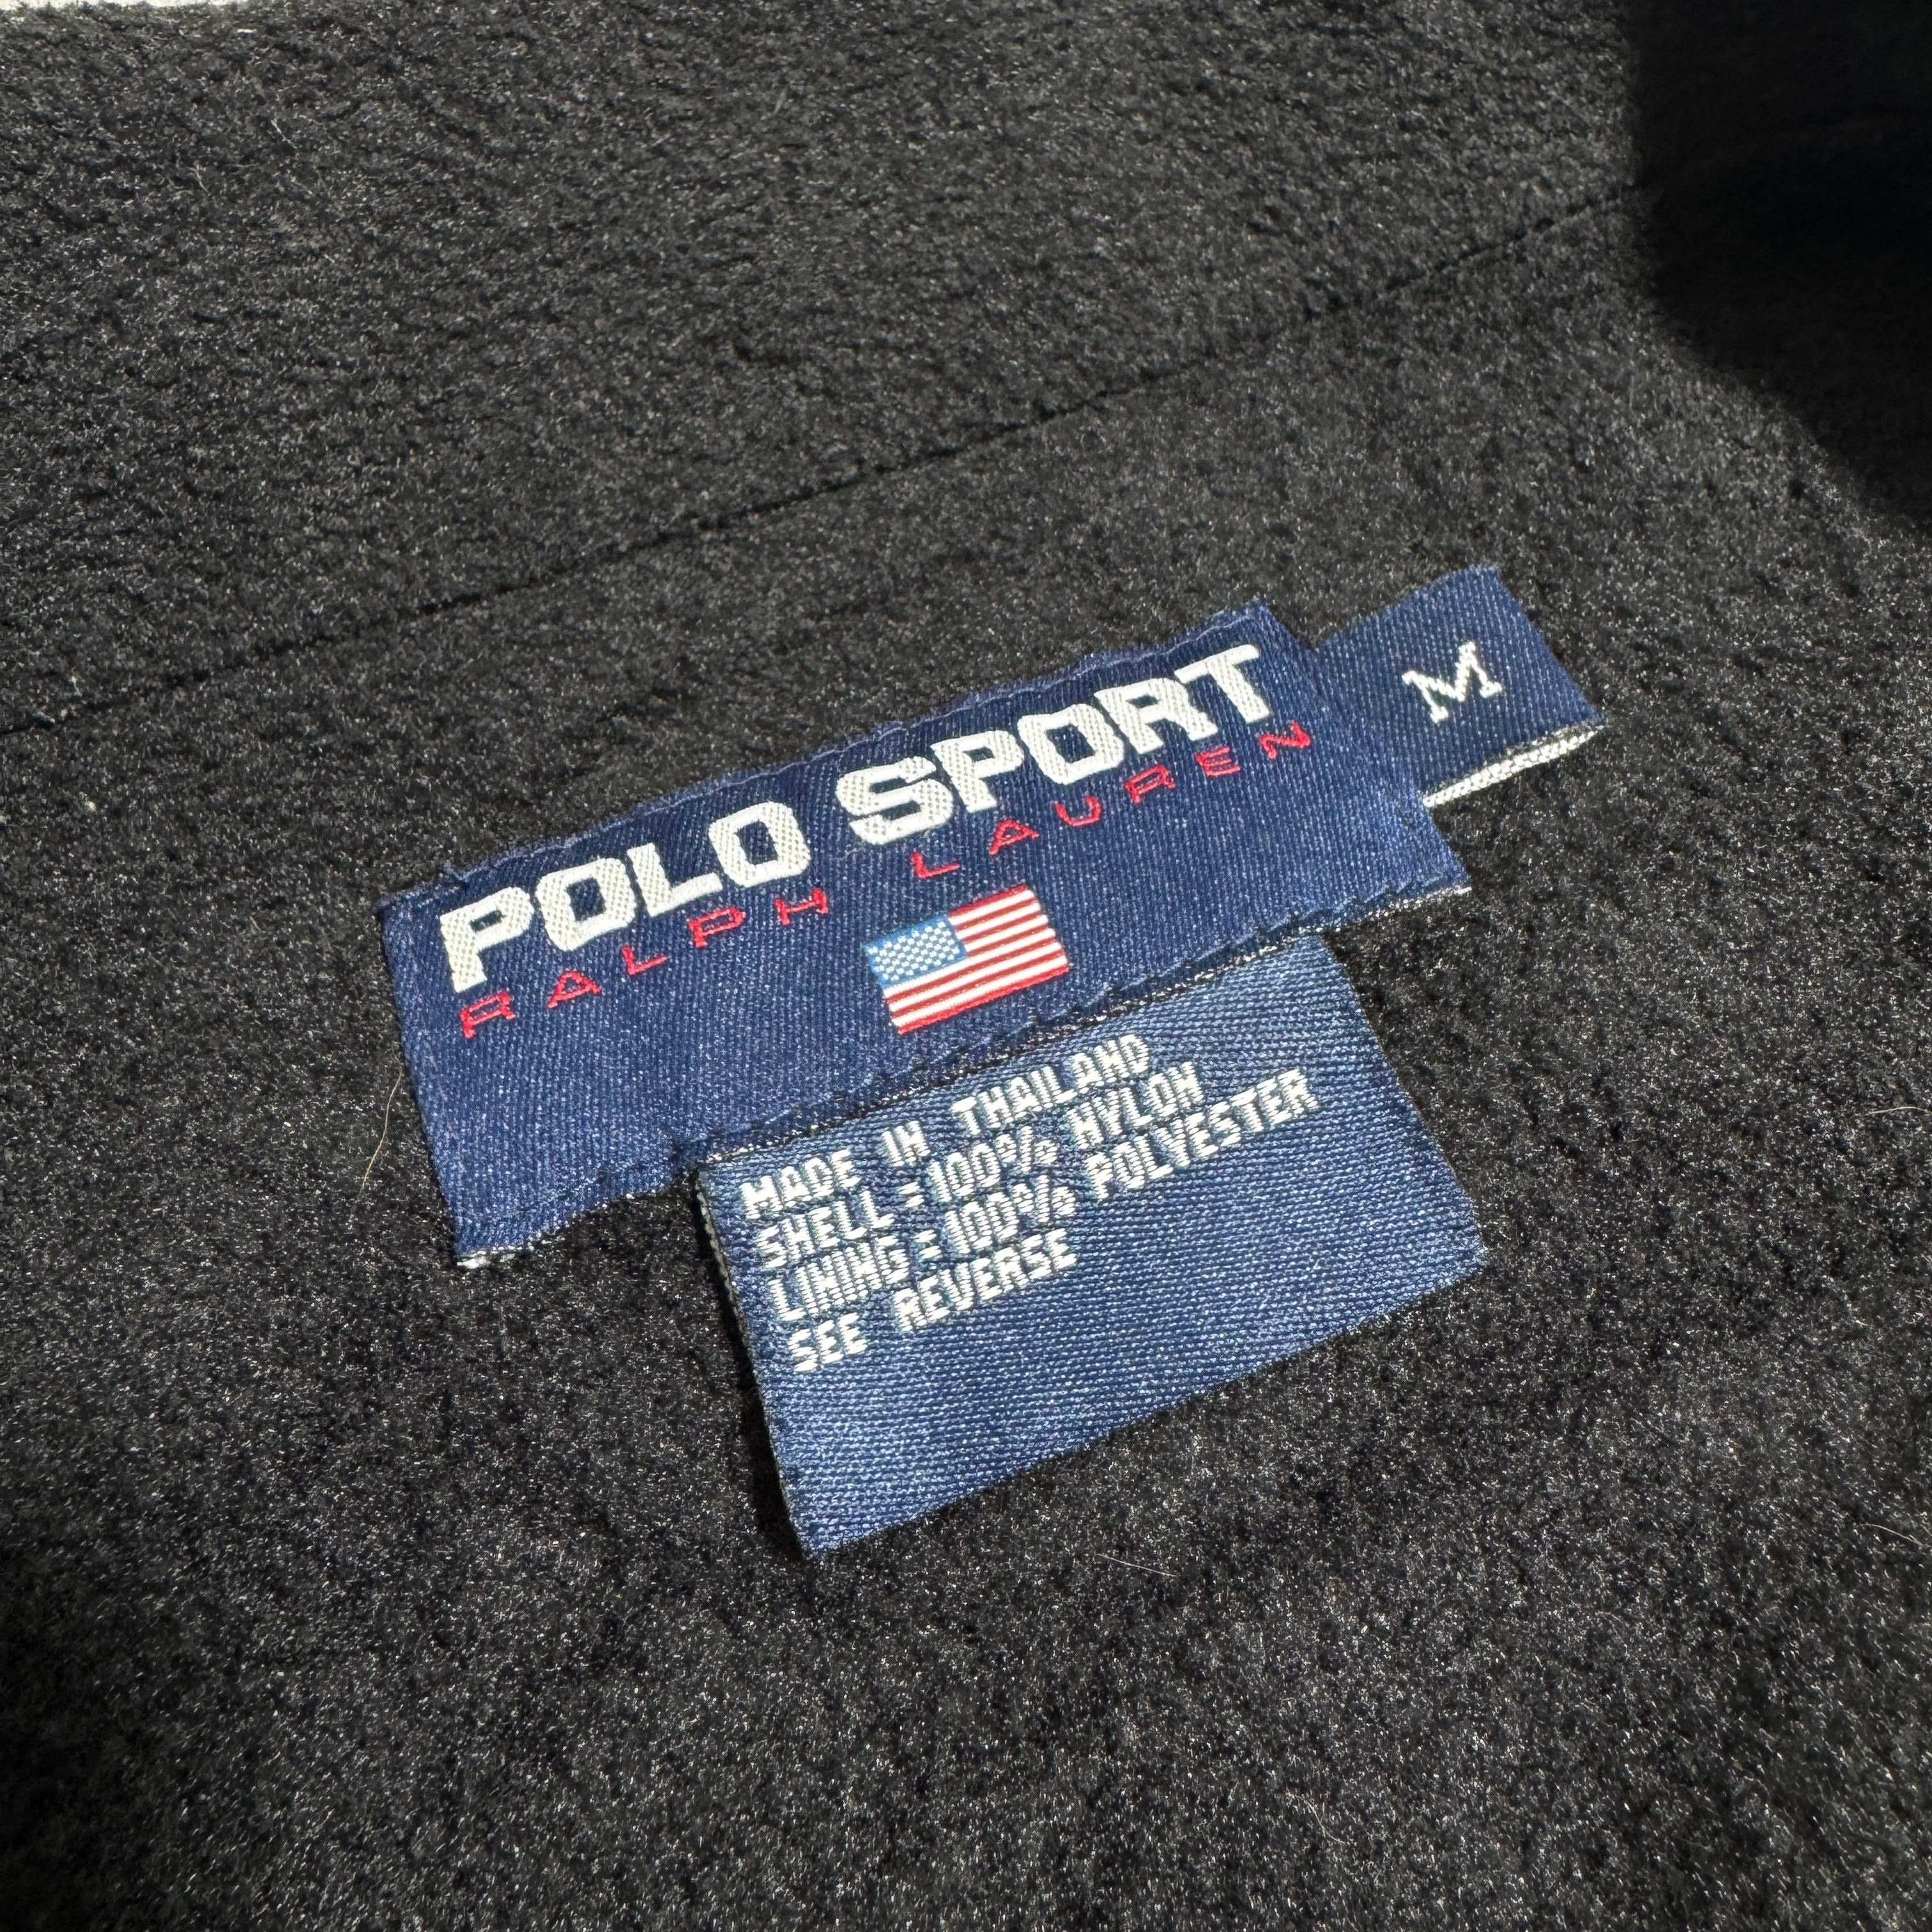 POLO SPORT
RALPH LAUREN
M
MADE IN THAILAND
SHELL=100% NYLON
LINING=100% POLYESTER
SEE REVERSE